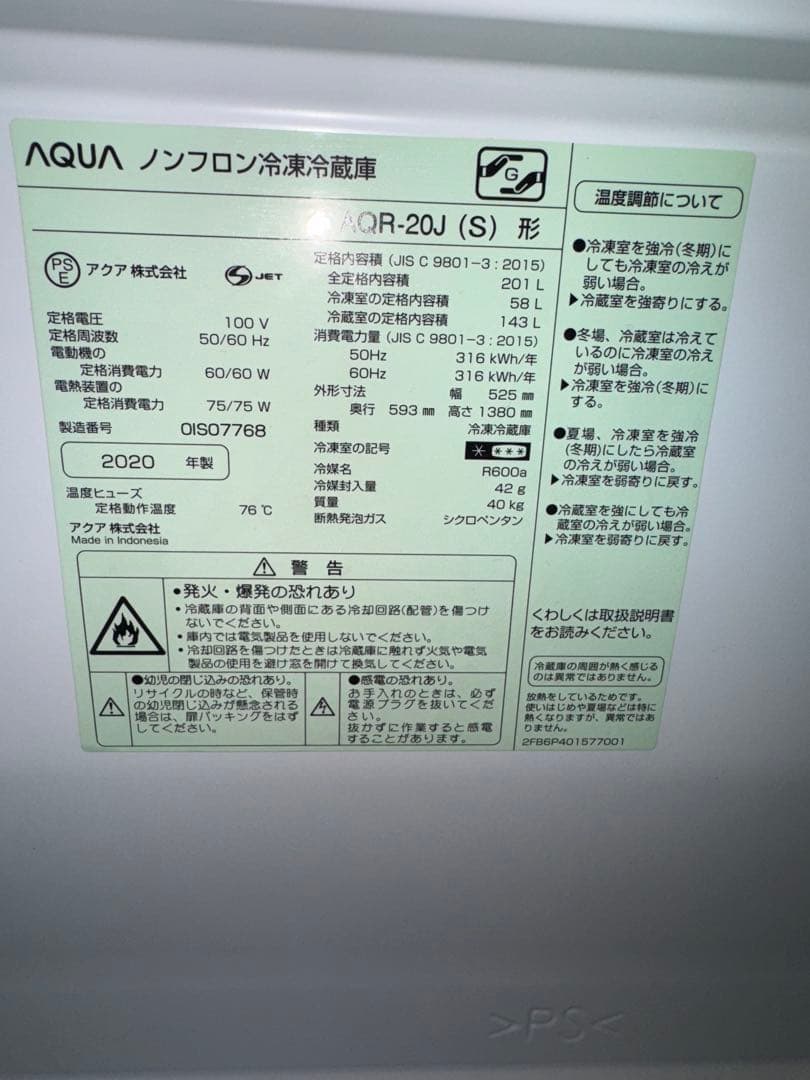 AQUA ノンフロン冷凍冷蔵庫
G
AQR-20J (S) 形
PS
E
アクア 株式会社
JET
定格電圧 100 V
定格周波数 50/60 Hz
電動機の
定格消費電力 60/60 W
電熱装置の
定格消費電力 75/75 W
製造番号 OISO7768
2020 年製
温度ヒューズ
定格動作温度 76 ℃
アクア 株式会社
Made in Indonesia
定格内容積 (JIS C 9801-3 : 2015)
全定格内容積 201 L
冷凍室の定格内容積 58 L
冷蔵室の定格内容積 143 L
消費電力量 (JIS C 9801-3 : 2015)
50Hz 316 kWh/年
60Hz 316 kWh/年
外形寸法 幅 525 ㎜
奥行 593 ㎜ 高さ 1380 ㎜
種類 冷凍冷蔵庫
冷凍室の記号
冷媒名 R600a
冷媒封入量 42 g
質量 40 kg
断熱発泡ガス シクロペンタン
警告
●発火・爆発の恐れあり
・冷蔵庫の背面や側面にある冷却回路(配管)を傷つけ
ないでください。
・庫内では電気製品を使用しないでください。
・冷却回路を傷つけたときは冷蔵庫に触れず火気や電気
製品の使用を避け窓を開けて換気してください。
●幼児の閉じ込みの恐れあり。
リサイクルの時など、保管時
の幼児閉じ込みが懸念される
場合は、扉パッキングをはず
してください。
●感電の恐れあり。
お手入れのときは、必ず
電源プラグを抜いてくだ
さい。
抜かずに作業すると感電
することがあります。
温度調節について
●冷凍室を強冷(冬期)に
しても冷凍室の冷えが
弱い場合。
▶冷蔵室を強寄りにする。
●冬場、冷蔵室は冷えて
いるのに冷凍室の冷え
が弱い場合。
▶冷凍室を強冷(冬期)に
する。
●夏場、冷凍室を強冷
(冬期)にしたら冷蔵室
の冷えが弱い場合。
▶冷凍室を弱寄りに戻す。
●冷蔵室を強にしても冷
蔵室の冷えが弱い場合。
▶冷凍室を弱寄りに戻す。
くわしくは取扱説明書
をお読みください。
冷蔵庫の周囲が熱く感じる
のは異常ではありません。
放熱をしているためです。
使いはじめや夏場などは特に
熱くなりますが、異常ではあ
りません。
2FB6P401577001
>PS<